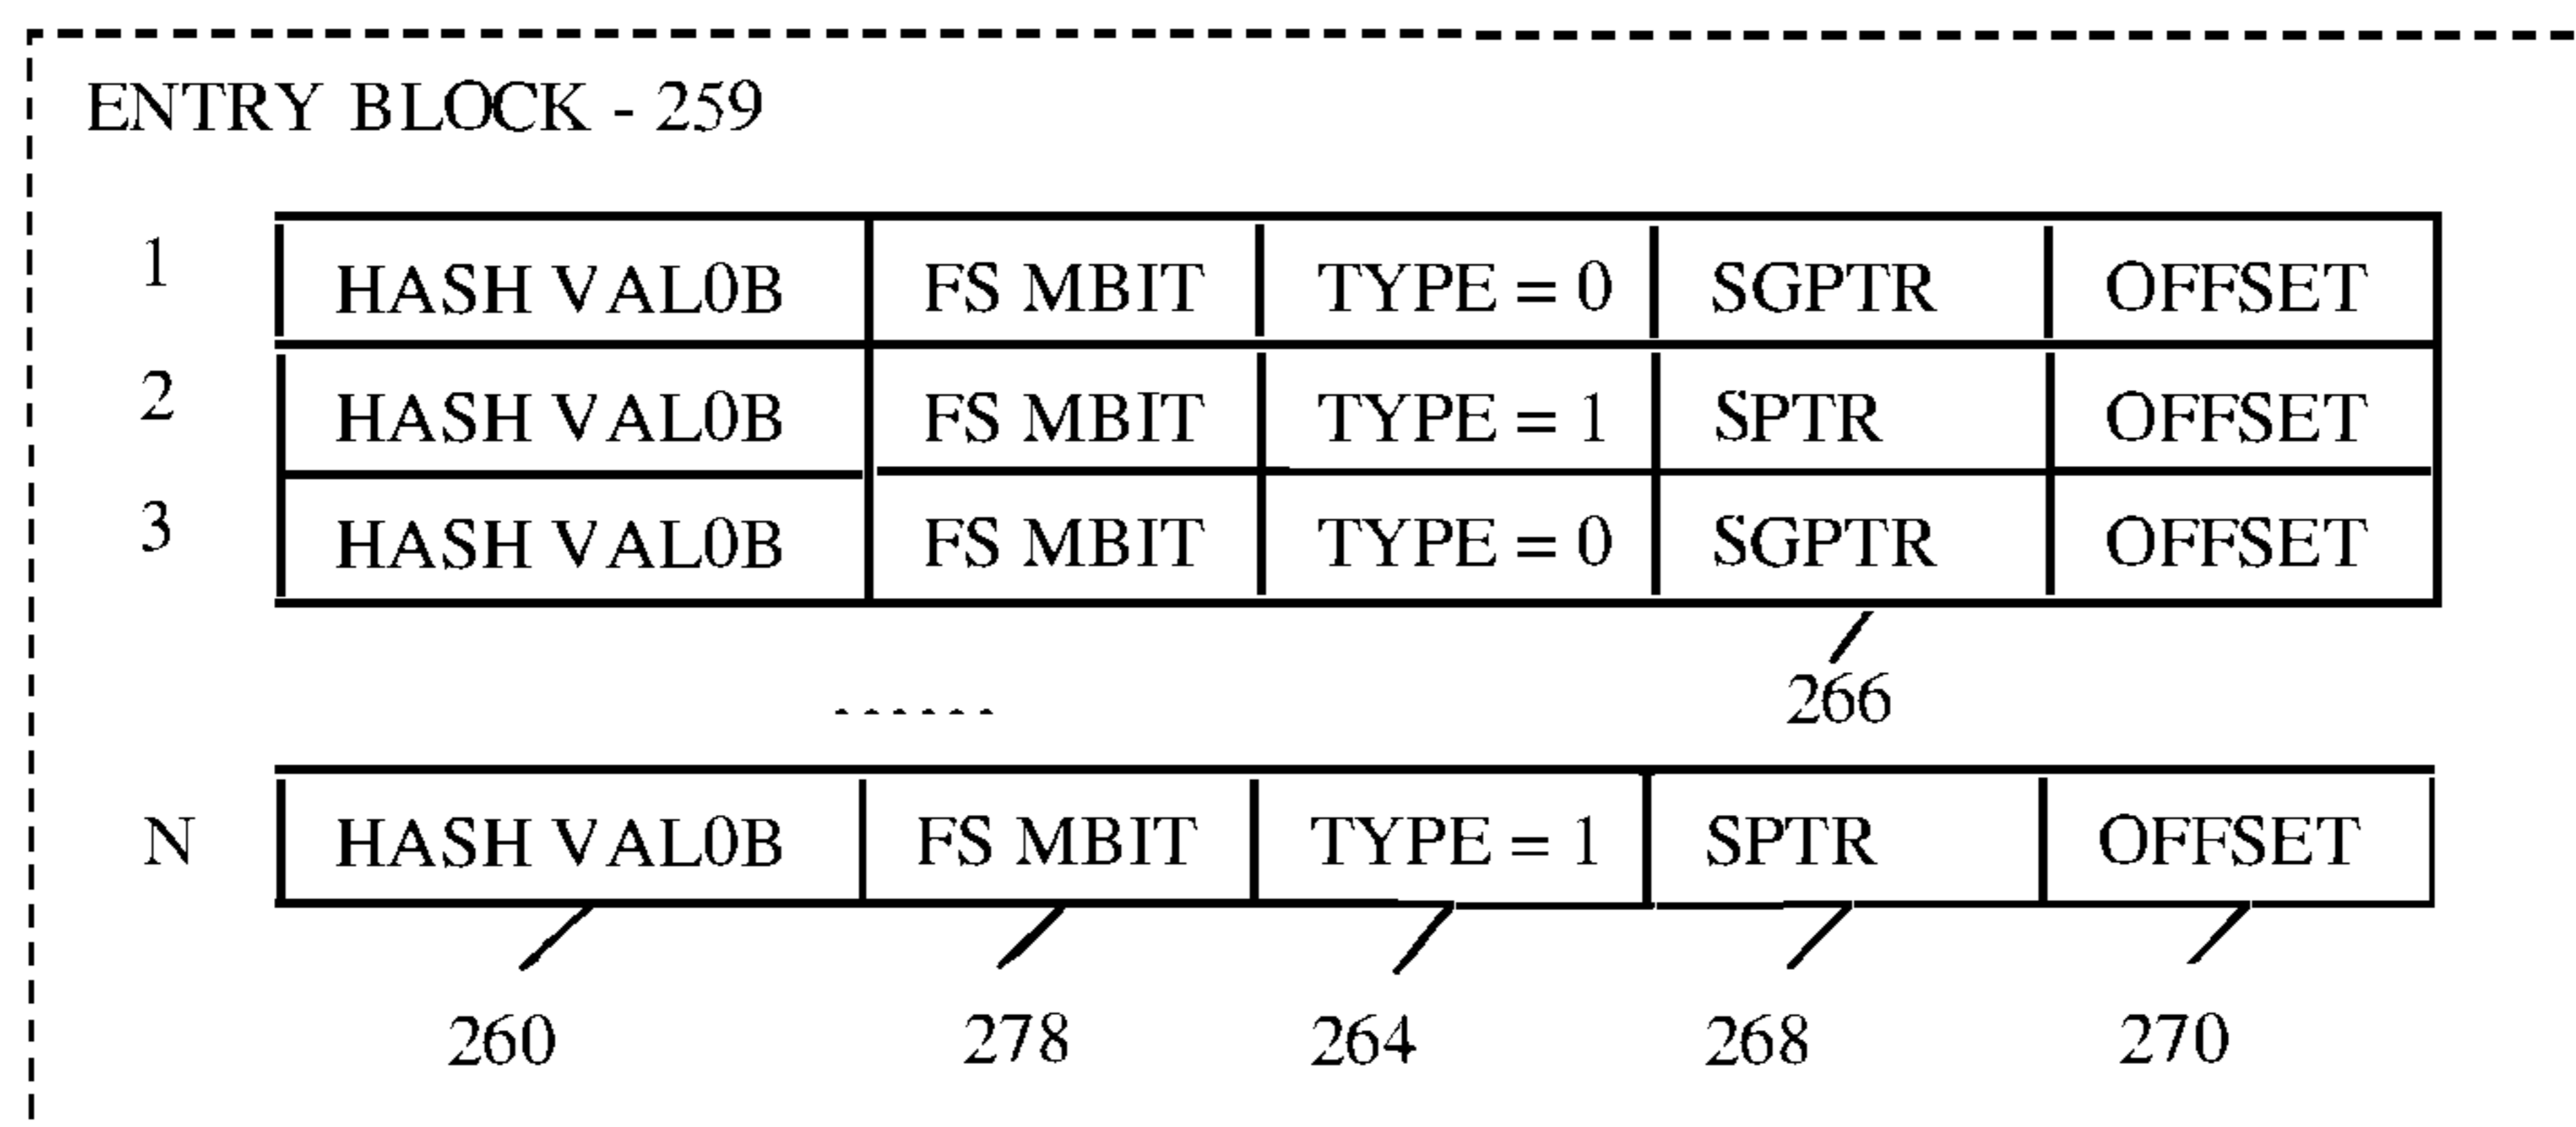 ENTRY BLOCK - 259
1 HASH VAL0B FS MBIT TYPE = 0 SGPTR OFFSET
2 HASH VAL0B FS MBIT TYPE = 1 SPTR OFFSET
3 HASH VAL0B FS MBIT TYPE = 0 SGPTR OFFSET
266
......
N HASH VAL0B FS MBIT TYPE = 1 SPTR OFFSET
260 278 264 268 270